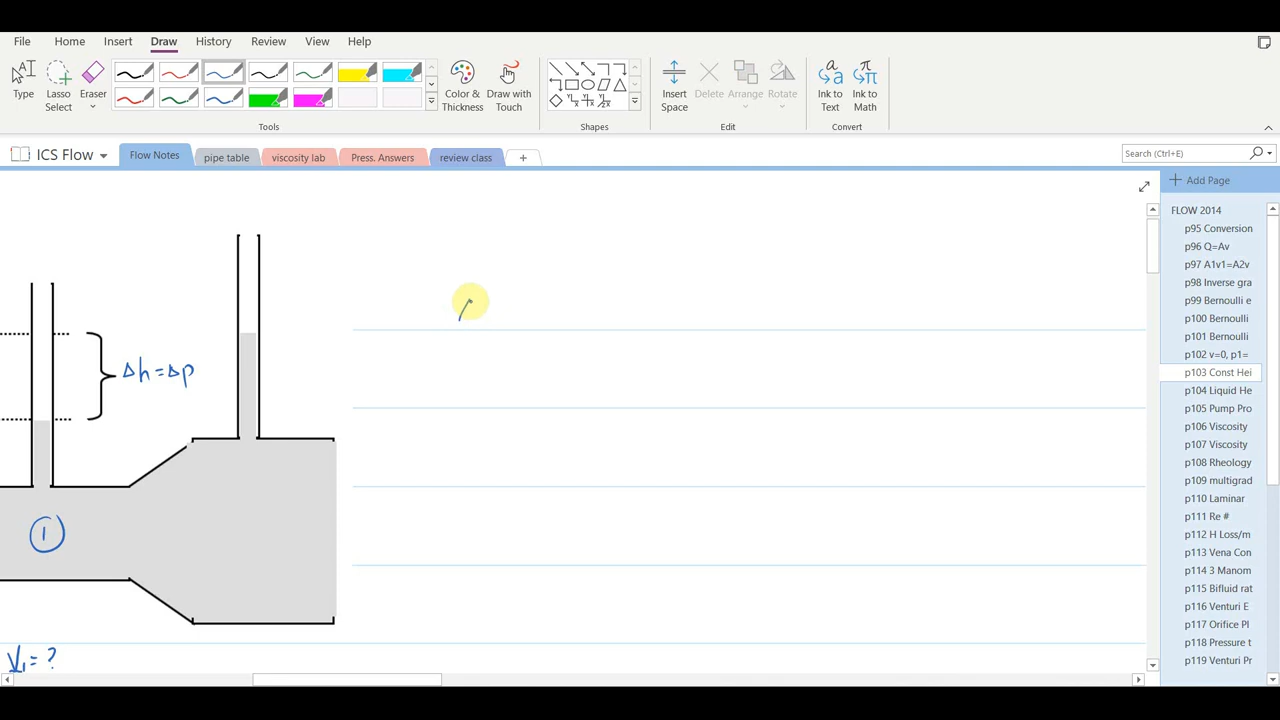 File Home Insert Draw History Review View Help
Type Lasso Select Eraser Color & Thickness Draw with Touch Insert Space Delete Arrange Rotate Ink to Text Ink to Math
Tools Shapes Edit Convert
ICS Flow Flow Notes pipe table viscosity lab Press. Answers review class Search (Ctrl+E)
Add Page
FLOW 2014
p95 Conversion
p96 Q=Av
p97 A1v1=A2v
p98 Inverse gra
p99 Bernoulli e
p100 Bernoulli
p101 Bernoulli
p102 v=0, p1=
p103 Const Hei
p104 Liquid He
p105 Pump Pro
p106 Viscosity
p107 Viscosity
p108 Rheology
p109 multigrad
p110 Laminar
p111 Re #
p112 H Loss/m
p113 Vena Con
p114 3 Manom
p115 Bifluid rat
p116 Venturi E
p117 Orifice Pl
p118 Pressure t
p119 Venturi Pr
Δh=Δp
1
V₁=?